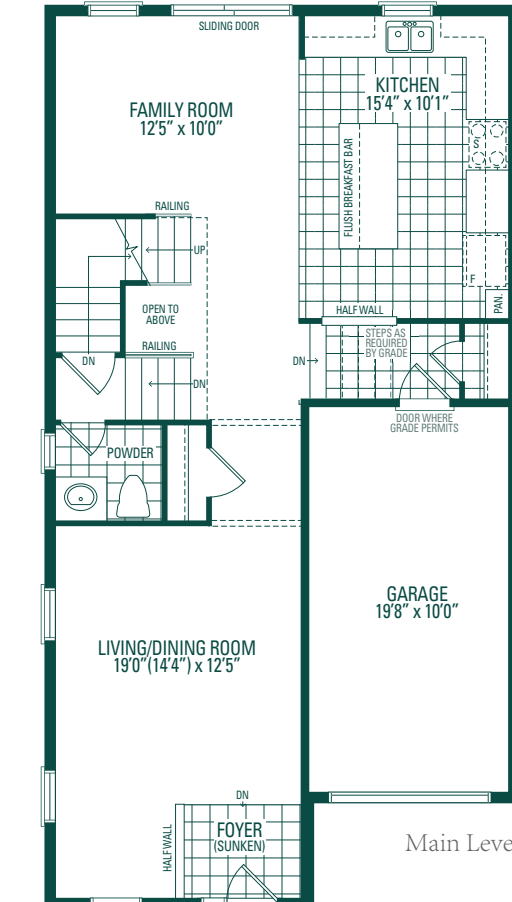 SLIDING DOOR
FAMILY ROOM
12'5" x 10'0"
KITCHEN
15'4" x 10'1"
S
FLUSH BREAKFAST BAR
F
PAN.
RAILING
UP
OPEN TO
ABOVE
RAILING
DN
DN
HALF WALL
STEPS AS
REQUIRED
BY GRADE
DN
DOOR WHERE
GRADE PERMITS
POWDER
GARAGE
19'8" x 10'0"
LIVING/DINING ROOM
19'0"(14'4") x 12'5"
DN
HALF WALL
FOYER
(SUNKEN)
Main Leve